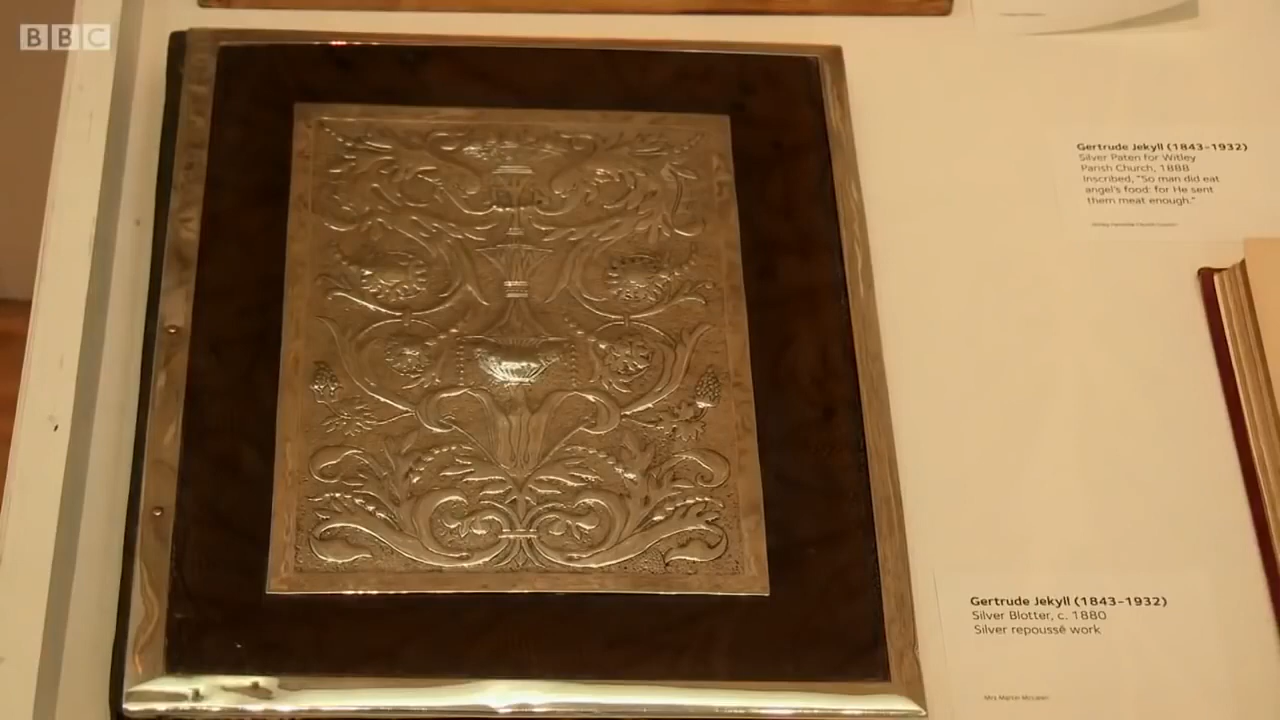 BBC
Gertrude Jekyll (1843-1932)
Silver Paten for Witley
Parish Church, 1888
Inscribed, "So man did eat
angel's food: for He sent
them meat enough."
Gertrude Jekyll (1843-1932)
Silver Blotter, c. 1880
Silver repoussé work